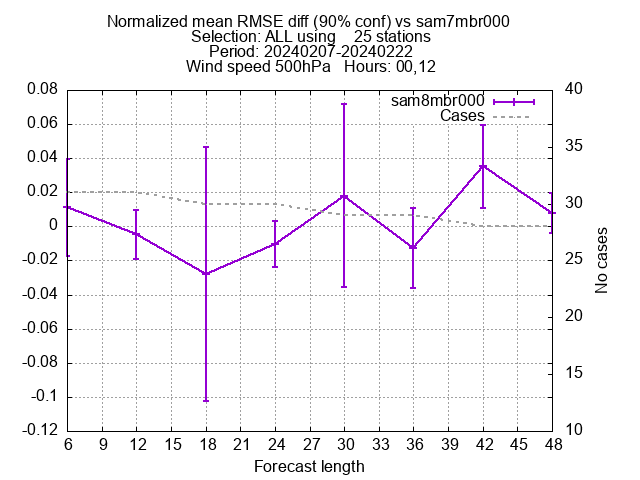 Normalized mean RMSE diff (90% conf) vs sam7mbr000
Selection: ALL using    25 stations
Period: 20240207-20240222
Wind speed 500hPa   Hours: 00,12
sam8mbr000
Cases
0.08
0.06
0.04
0.02
0
-0.02
-0.04
-0.06
-0.08
-0.1
-0.12
40
35
30
25
20
15
10
No cases
6 12 15 18 21 24 27 30 33 36 39 42 45 48
Forecast length